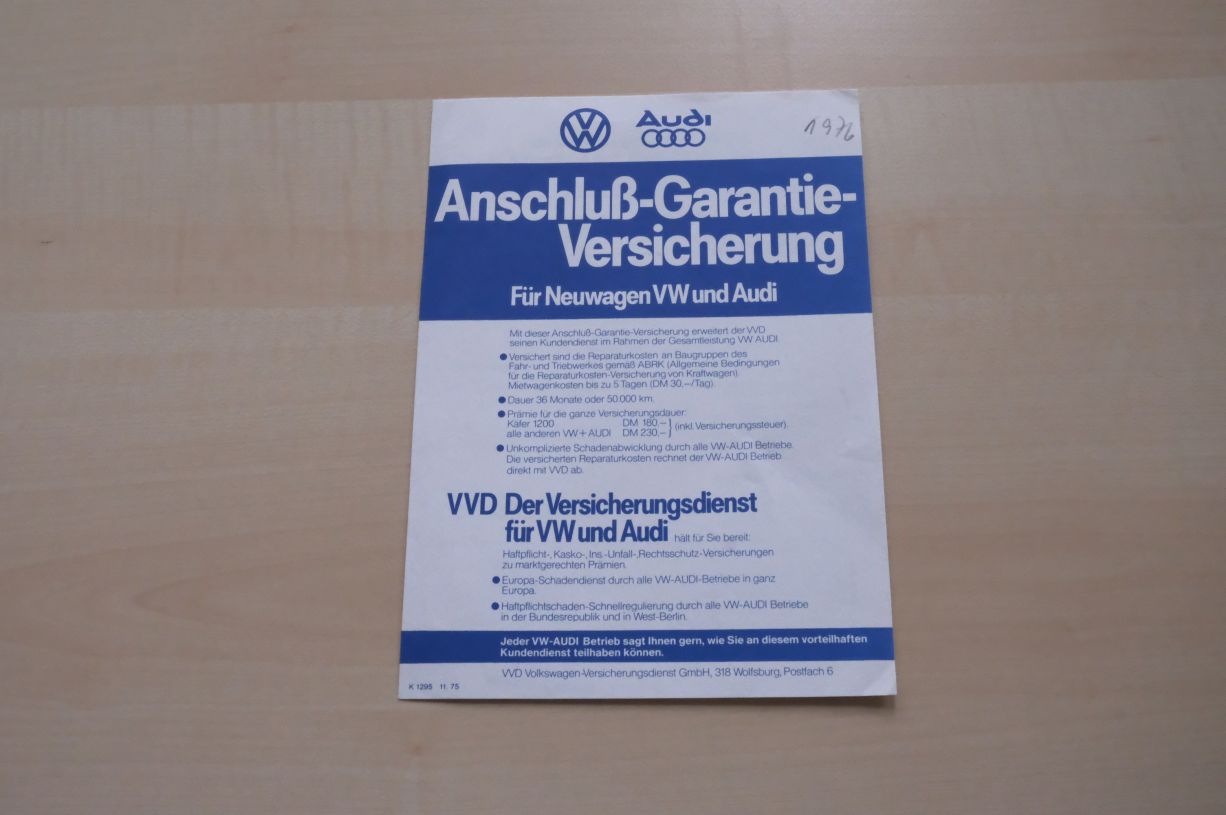 VW Audi 1976
Anschluß-Garantie-
Versicherung
Für Neuwagen VW und Audi
Mit dieser Anschluß-Garantie-Versicherung erweitert der VVD
seinen Kundendienst im Rahmen der Gesamtleistung VW AUDI.
● Versichert sind die Reparaturkosten an Baugruppen des
Fahr- und Triebwerkes gemäß ABRK (Allgemeine Bedingungen
für die Reparaturkosten-Versicherung von Kraftwagen).
Mietwagenkosten bis zu 5 Tagen (DM 30,–/Tag).
● Dauer 36 Monate oder 50.000 km.
● Prämie für die ganze Versicherungsdauer:
Käfer 1200 DM 180,– } (inkl. Versicherungssteuer).
alle anderen VW + AUDI DM 230,– }
● Unkomplizierte Schadenabwicklung durch alle VW-AUDI Betriebe.
Die versicherten Reparaturkosten rechnet der VW-AUDI Betrieb
direkt mit VVD ab.
VVD Der Versicherungsdienst
für VW und Audi hält für Sie bereit:
Haftpflicht-, Kasko-, Ins.-Unfall-, Rechtsschutz-Versicherungen
zu marktgerechten Prämien.
● Europa-Schadendienst durch alle VW-AUDI-Betriebe in ganz
Europa.
● Haftpflichtschaden-Schnellregulierung durch alle VW-AUDI Betriebe
in der Bundesrepublik und in West-Berlin.
Jeder VW-AUDI Betrieb sagt Ihnen gern, wie Sie an diesem vorteilhaften
Kundendienst teilhaben können.
VVD Volkswagen-Versicherungsdienst GmbH, 318 Wolfsburg, Postfach 6
K 1295 11. 75